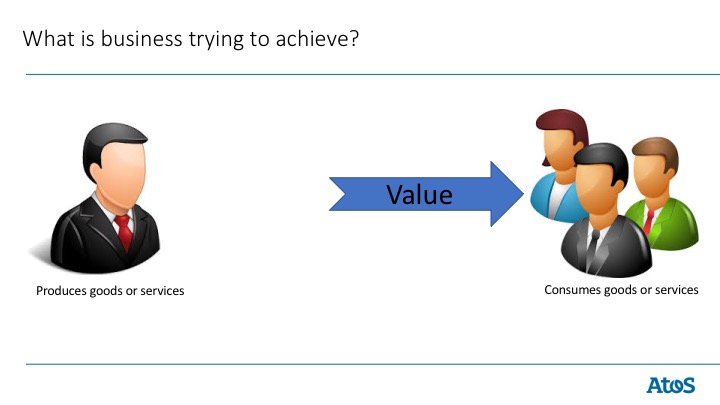 What is business trying to achieve?
Value
Produces goods or services
Consumes goods or services
Atos